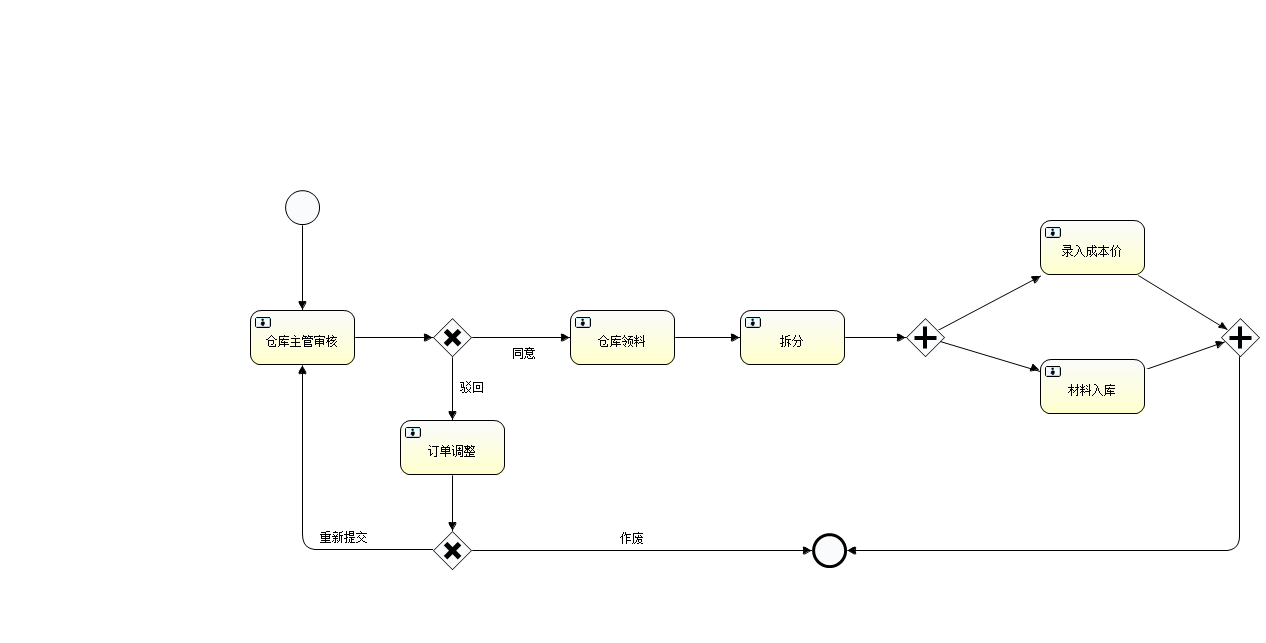 录入成本价
仓库主管审核
同意
仓库领料
拆分
驳回
材料入库
订单调整
重新提交
作废